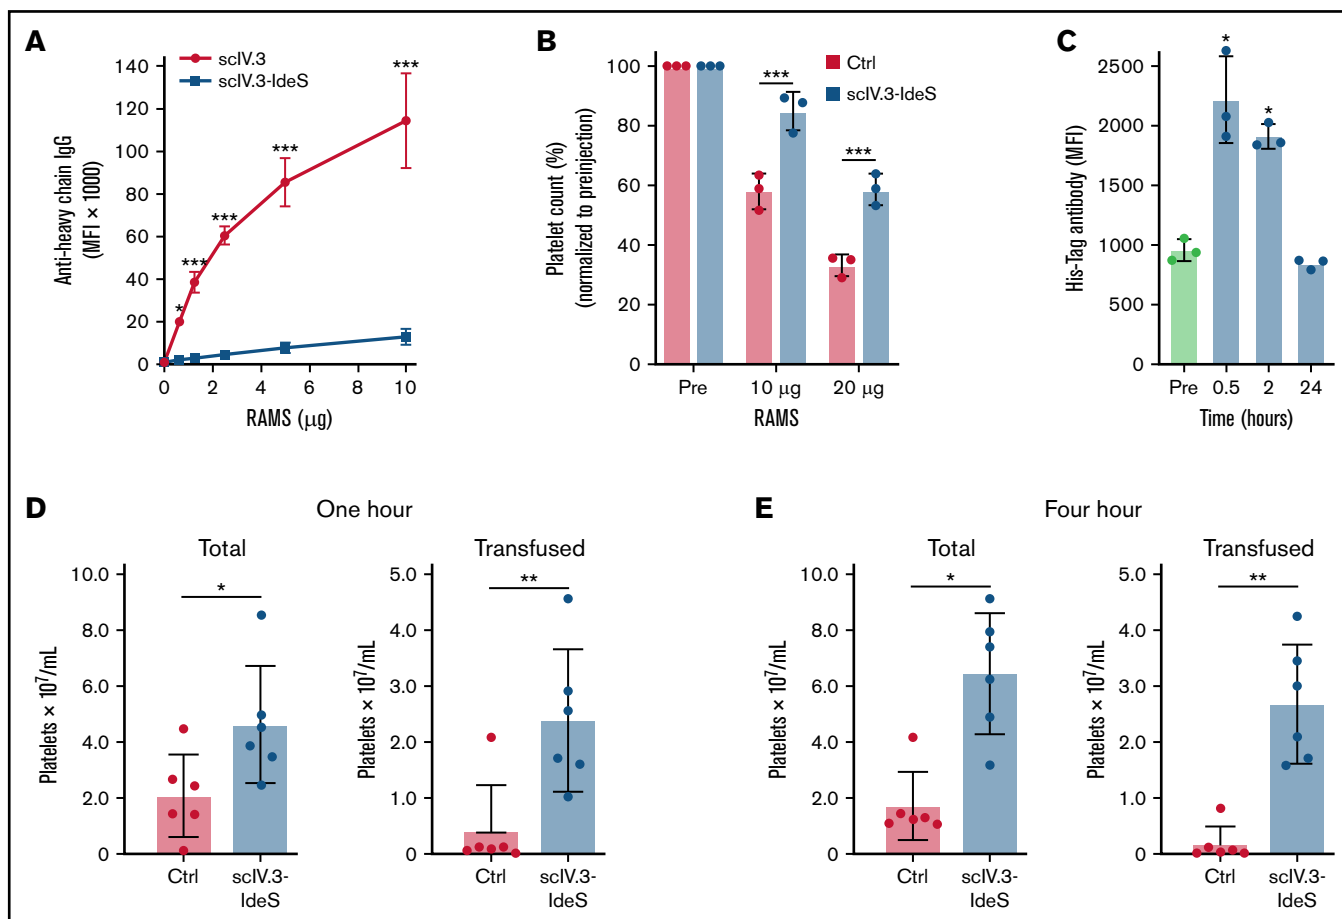 A
scIV.3
scIV.3-IdeS
Anti-heavy chain IgG
(MFI × 1000)
140
120
100
80
60
40
20
0
*
***
***
***
***
0 2 4 6 8 10
RAMS (μg)
B
Ctrl
scIV.3-IdeS
Platelet count (%)
(normalized to preinjection)
100
80
60
40
20
0
***
***
Pre 10 μg 20 μg
RAMS
C
His-Tag antibody (MFI)
2500
2000
1500
1000
500
0
*
*
Pre 0.5 2 24
Time (hours)
D
One hour
Total
Platelets × 10⁷/mL
10.0
8.0
6.0
4.0
2.0
0
*
Ctrl scIV.3-
IdeS
Transfused
Platelets × 10⁷/mL
5.0
4.0
3.0
2.0
1.0
0
**
Ctrl scIV.3-
IdeS
E
Four hour
Total
Platelets × 10⁷/mL
10.0
8.0
6.0
4.0
2.0
0
*
Ctrl scIV.3-
IdeS
Transfused
Platelets × 10⁷/mL
5.0
4.0
3.0
2.0
1.0
0
**
Ctrl scIV.3-
IdeS